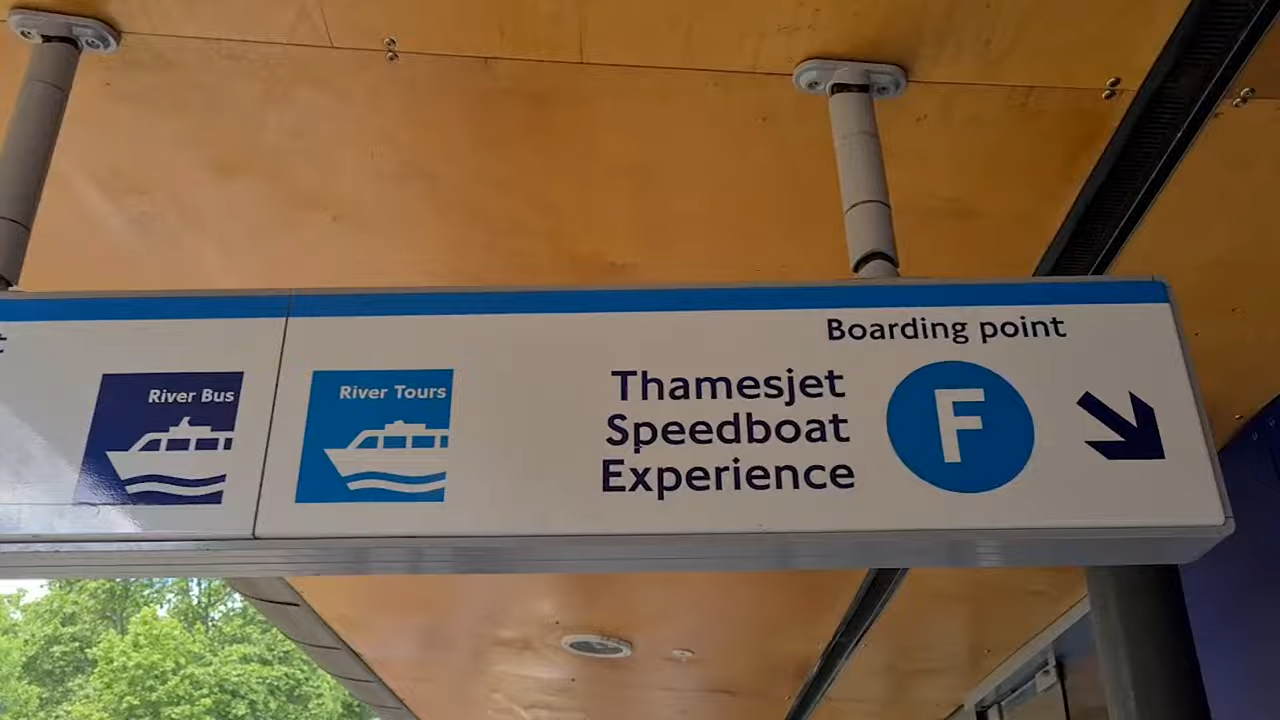 River Bus
River Tours
Boarding point
Thamesjet
Speedboat
Experience
F